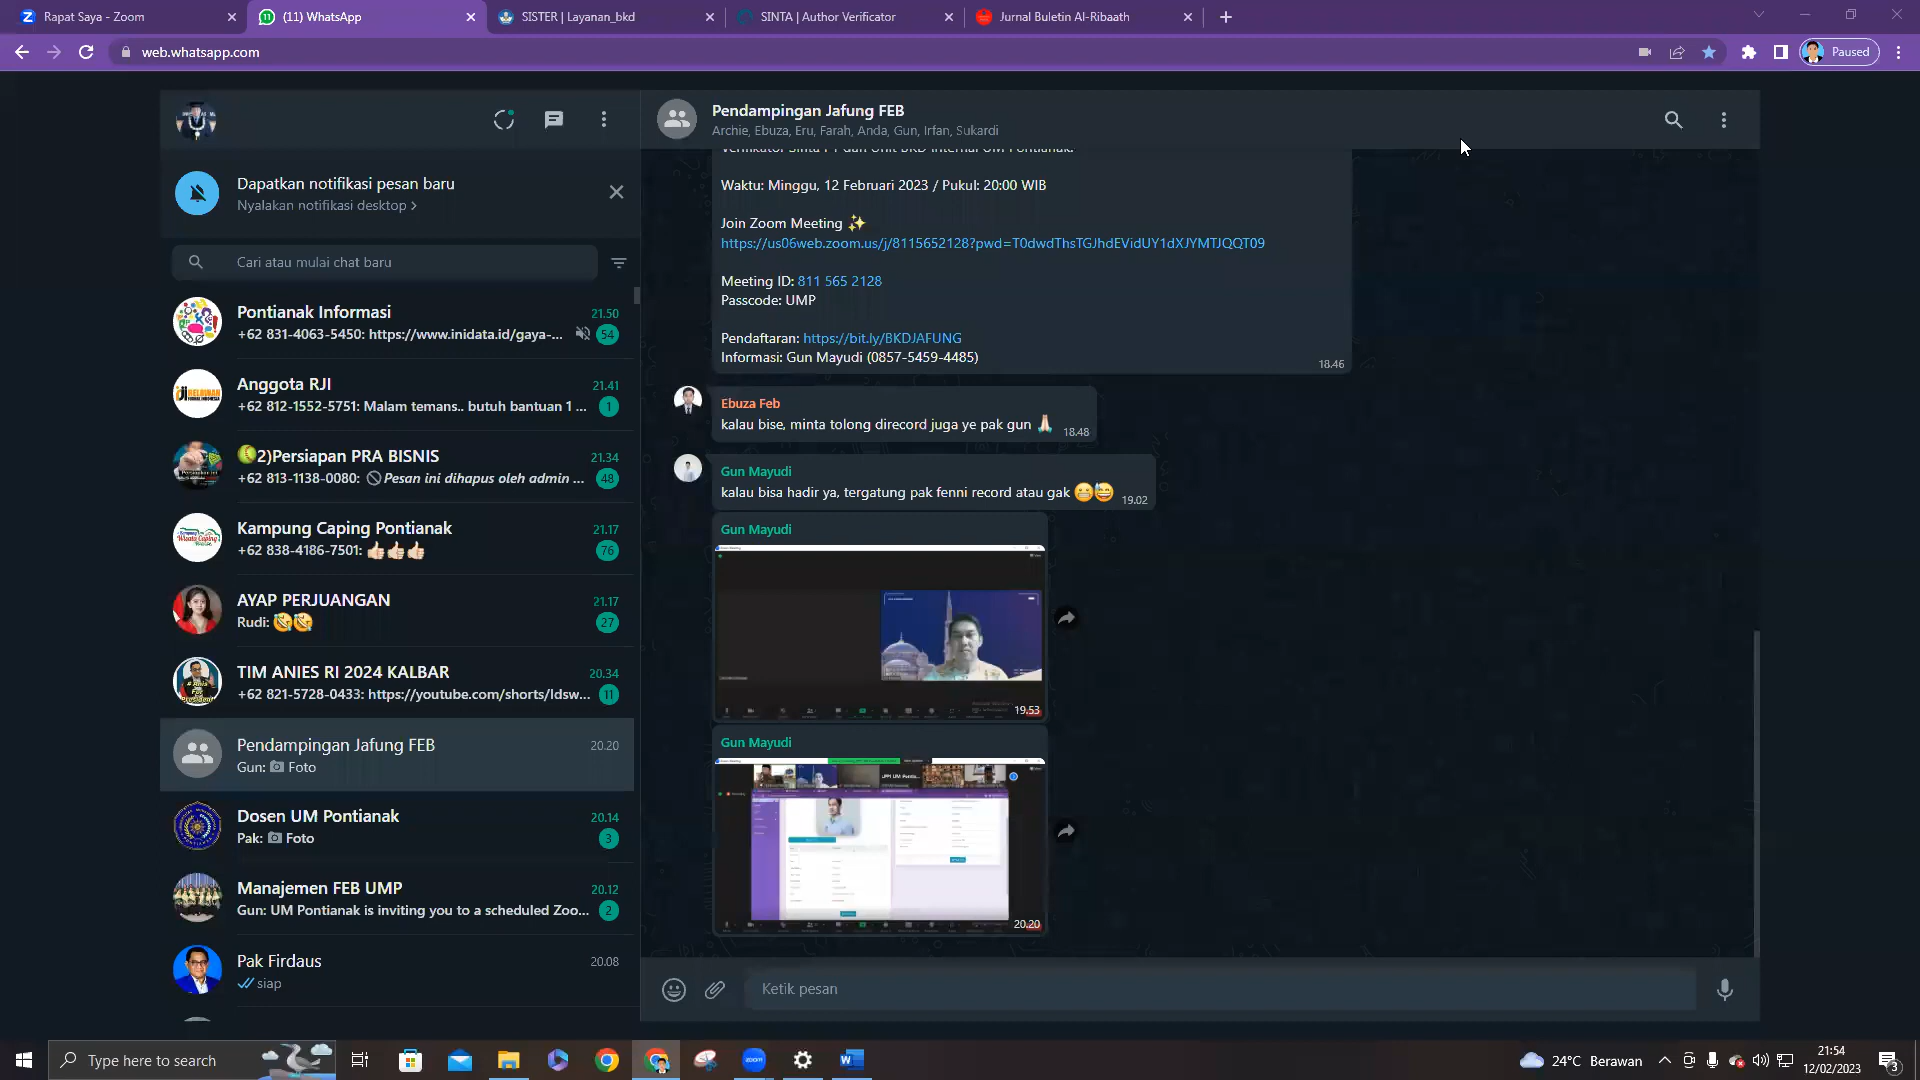 Rapat Saya - Zoom
(11) WhatsApp
SISTER | Layanan_bkd
SINTA | Author Verificator
Jurnal Buletin Al-Ribaath
web.whatsapp.com
Paused
Dapatkan notifikasi pesan baru
Nyalakan notifikasi desktop
Cari atau mulai chat baru
Pontianak Informasi
21.50
+62 831-4063-5450: https://www.inidata.id/gaya-...
54
Anggota RJI
21.41
+62 812-1552-5751: Malam temans.. butuh bantuan 1 ...
1
🥎2)Persiapan PRA BISNIS
21.34
+62 813-1138-0080: Pesan ini dihapus oleh admin ...
48
Kampung Caping Pontianak
21.17
+62 838-4186-7501: 👍🏻👍🏻👍🏻
76
AYAP PERJUANGAN
21.17
Rudi: 🤣🤣
27
TIM ANIES RI 2024 KALBAR
20.34
+62 821-5728-0433: https://youtube.com/shorts/ldsw...
11
Pendampingan Jafung FEB
20.20
Gun: Foto
Dosen UM Pontianak
20.14
Pak: Foto
3
Manajemen FEB UMP
20.12
Gun: UM Pontianak is inviting you to a scheduled Zoo...
2
Pak Firdaus
20.08
siap
Pendampingan Jafung FEB
Archie, Ebuza, Eru, Farah, Anda, Gun, Irfan, Sukardi
Verifikator Sinta PT dan Unit BKD Internal UM Pontianak.
Waktu: Minggu, 12 Februari 2023 / Pukul: 20:00 WIB
Join Zoom Meeting ✨
https://us06web.zoom.us/j/8115652128?pwd=T0dwdThsTGJhdEVidUY1dXJYMTJQQT09
Meeting ID: 811 565 2128
Passcode: UMP
Pendaftaran: https://bit.ly/BKDJAFUNG
Informasi: Gun Mayudi (0857-5459-4485)
18.46
Ebuza Feb
kalau bise, minta tolong direcord juga ye pak gun 🙏🏻
18.48
Gun Mayudi
kalau bisa hadir ya, tergatung pak fenni record atau gak 😬😅
19.02
Gun Mayudi
19.53
Gun Mayudi
20.20
Ketik pesan
Type here to search
24°C Berawan
21:54
12/02/2023
3